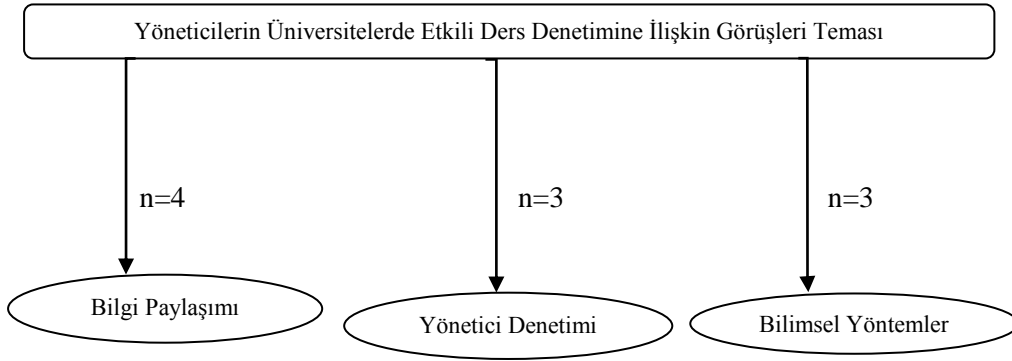 Yöneticilerin Üniversitelerde Etkili Ders Denetimine İlişkin Görüşleri Teması
n=4
n=3
n=3
Bilgi Paylaşımı
Yönetici Denetimi
Bilimsel Yöntemler